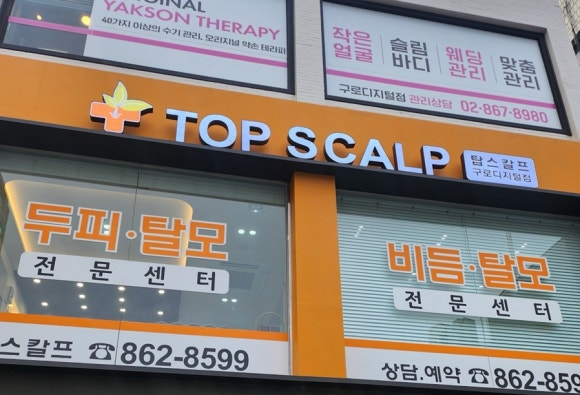 ORIGINAL
YAKSON THERAPY
40가지 이상의 수기 관리, 오리지널 약손 테라피
작은 얼굴
슬림 바디
웨딩 관리
맞춤 관리
구로디지털점 관리상담 02-867-8980
TOP SCALP
탑스칼프
구로디지털점
두피·탈모
전문센터
비듬·탈모
전문센터
스칼프 ☎862-8599
상담.예약 ☎862-859